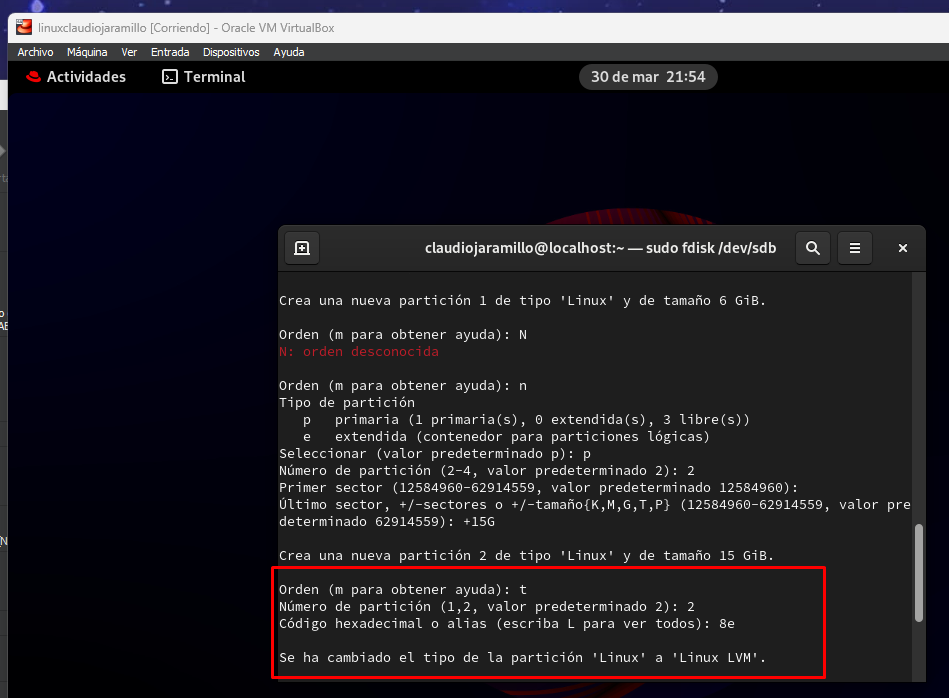 linuxclaudiojaramillo [Corriendo] - Oracle VM VirtualBox
Archivo Máquina Ver Entrada Dispositivos Ayuda
Actividades Terminal 30 de mar 21:54
claudiojaramillo@localhost:~ — sudo fdisk /dev/sdb
Crea una nueva partición 1 de tipo 'Linux' y de tamaño 6 GiB.
Orden (m para obtener ayuda): N
N: orden desconocida
Orden (m para obtener ayuda): n
Tipo de partición
p primaria (1 primaria(s), 0 extendida(s), 3 libre(s))
e extendida (contenedor para particiones lógicas)
Seleccionar (valor predeterminado p): p
Número de partición (2-4, valor predeterminado 2): 2
Primer sector (12584960-62914559, valor predeterminado 12584960):
Último sector, +/-sectores o +/-tamaño{K,M,G,T,P} (12584960-62914559, valor pre
determinado 62914559): +15G
Crea una nueva partición 2 de tipo 'Linux' y de tamaño 15 GiB.
Orden (m para obtener ayuda): t
Número de partición (1,2, valor predeterminado 2): 2
Código hexadecimal o alias (escriba L para ver todos): 8e
Se ha cambiado el tipo de la partición 'Linux' a 'Linux LVM'.